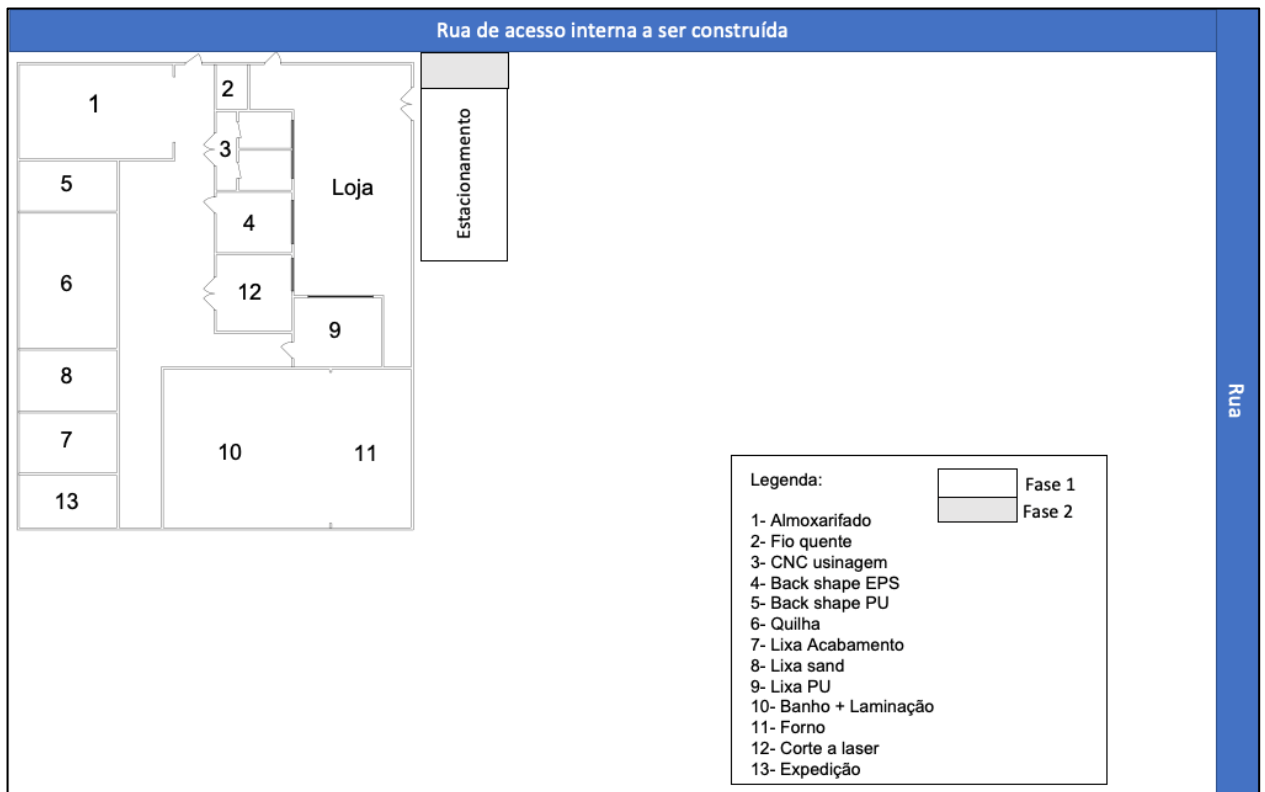 Rua de acesso interna a ser construída
1
2
3
Loja
Estacionamento
5
4
6
12
9
8
7
10
11
13
Rua
Legenda:
Fase 1
Fase 2
1- Almoxarifado
2- Fio quente
3- CNC usinagem
4- Back shape EPS
5- Back shape PU
6- Quilha
7- Lixa Acabamento
8- Lixa sand
9- Lixa PU
10- Banho + Laminação
11- Forno
12- Corte a laser
13- Expedição